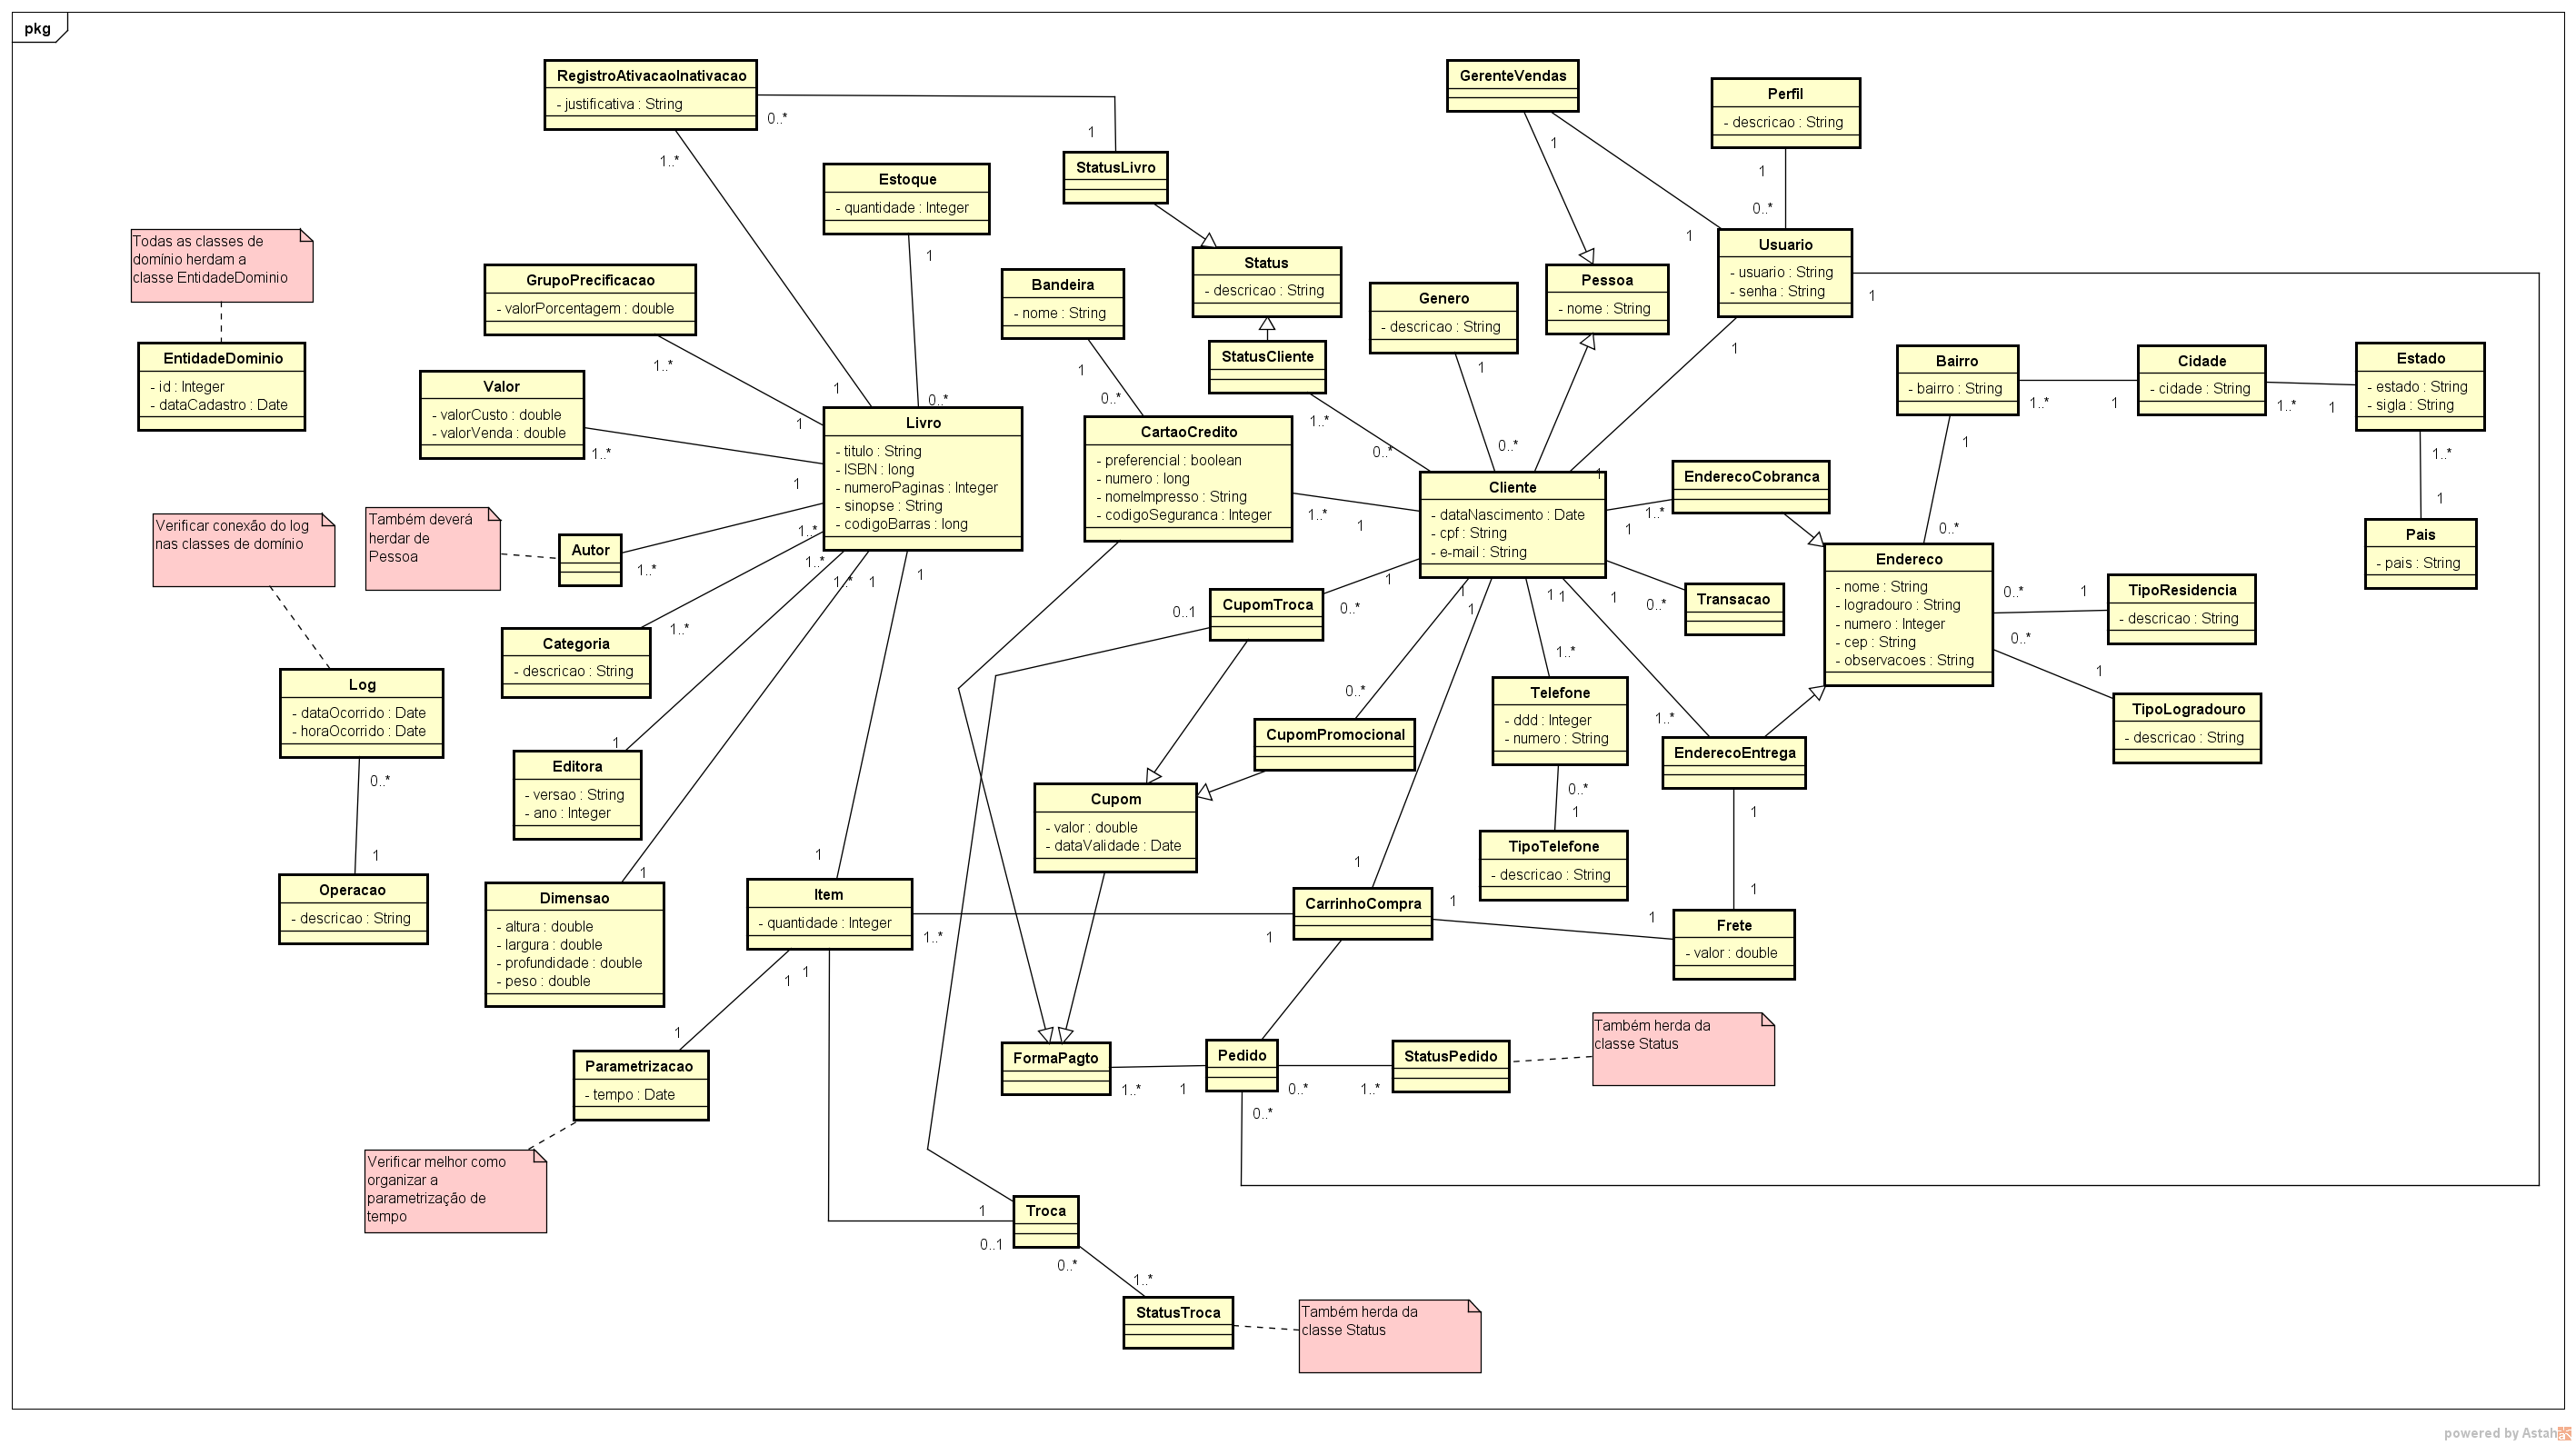 pkg
RegistroAtivacaoInativacao
- justificativa : String
0..*
1
1..*
StatusLivro
Estoque
- quantidade : Integer
1
0..*
GerenteVendas
1
1
Perfil
- descricao : String
1
0..*
Usuario
- usuario : String
- senha : String
1
1
1
Todas as classes de
domínio herdam a
classe EntidadeDominio
EntidadeDominio
- id : Integer
- dataCadastro : Date
GrupoPrecificacao
- valorPorcentagem : double
1..*
1
1
Valor
- valorCusto : double
- valorVenda : double
1..*
1
Bandeira
- nome : String
1
0..*
Status
- descricao : String
StatusCliente
1..*
0..*
Genero
- descricao : String
1
0..*
Pessoa
- nome : String
Bairro
- bairro : String
1..*
1
1
0..*
Cidade
- cidade : String
1..*
1
Estado
- estado : String
- sigla : String
1..*
1
Pais
- pais : String
Livro
- titulo : String
- ISBN : long
- numeroPaginas : Integer
- sinopse : String
- codigoBarras : long
CartaoCredito
- preferencial : boolean
- numero : long
- nomeImpresso : String
- codigoSeguranca : Integer
1..*
1
Cliente
- dataNascimento : Date
- cpf : String
- e-mail : String
EnderecoCobranca
1..*
1
Verificar conexão do log
nas classes de domínio
Também deverá
herdar de
Pessoa
Autor
1..*
1..*
1..*
1..*
1
1
Endereco
- nome : String
- logradouro : String
- numero : Integer
- cep : String
- observacoes : String
0..*
1
0..*
1
TipoResidencia
- descricao : String
TipoLogradouro
- descricao : String
Transacao
1
0..*
CupomTroca
0..1
0..*
1
1
1
1
1
Categoria
- descricao : String
1..*
Log
- dataOcorrido : Date
- horaOcorrido : Date
0..*
1
Operacao
- descricao : String
Editora
- versao : String
- ano : Integer
1
Dimensao
- altura : double
- largura : double
- profundidade : double
- peso : double
1
CupomPromocional
0..*
Telefone
- ddd : Integer
- numero : String
1..*
0..*
1
TipoTelefone
- descricao : String
EnderecoEntrega
1..*
1
1
Cupom
- valor : double
- dataValidade : Date
Item
- quantidade : Integer
1
1..*
1
1
1
CarrinhoCompra
1
1
1
Frete
- valor : double
Parametrizacao
- tempo : Date
1
Verificar melhor como
organizar a
parametrização de
tempo
FormaPagto
1..*
1
Pedido
0..*
1..*
0..*
StatusPedido
Também herda da
classe Status
Troca
1
0..1
0..*
1..*
StatusTroca
Também herda da
classe Status
powered by Astah